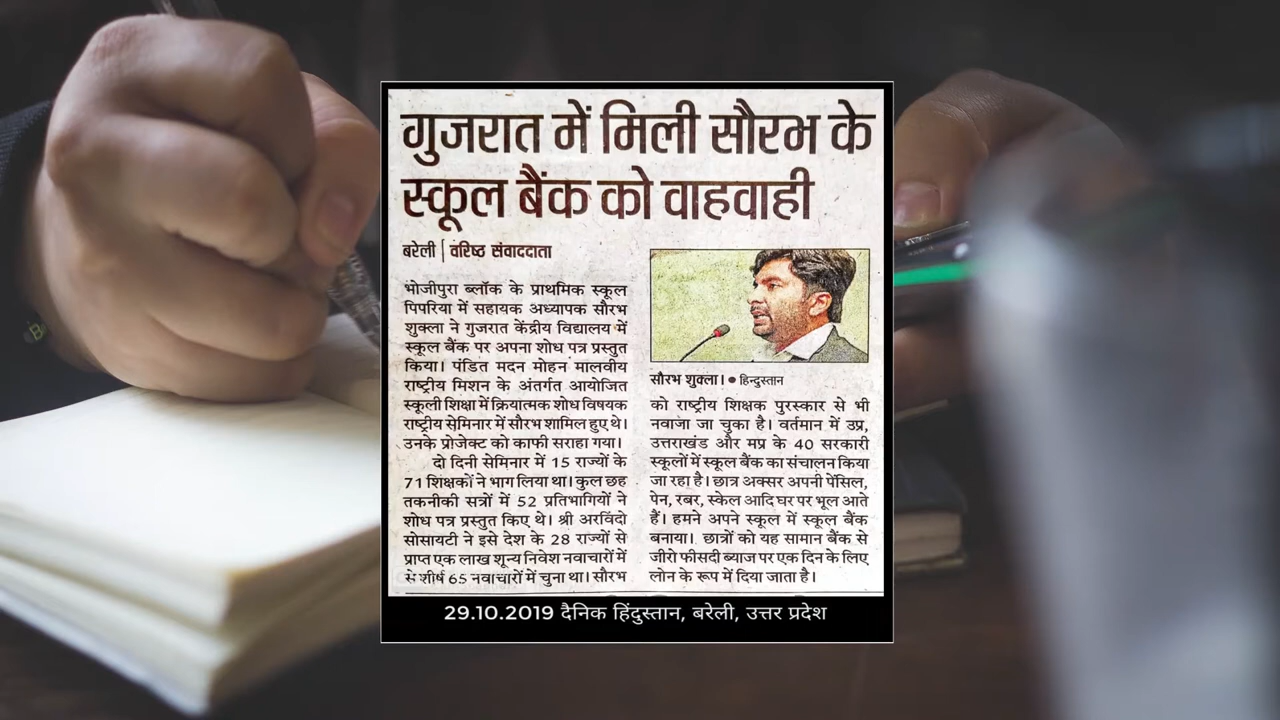 गुजरात में मिली सौरभ के
स्कूल बैंक को वाहवाही
बरेली | वरिष्ठ संवाददाता
भोजीपुरा ब्लॉक के प्राथमिक स्कूल
पिपरिया में सहायक अध्यापक सौरभ
शुक्ला ने गुजरात केंद्रीय विद्यालय में
स्कूल बैंक पर अपना शोध पत्र प्रस्तुत
किया। पंडित मदन मोहन मालवीय
राष्ट्रीय मिशन के अंतर्गत आयोजित
स्कूली शिक्षा में क्रियात्मक शोध विषयक
राष्ट्रीय सेमिनार में सौरभ शामिल हुए थे।
उनके प्रोजेक्ट को काफी सराहा गया।
दो दिनी सेमिनार में 15 राज्यों के
71 शिक्षकों ने भाग लिया था। कुल छह
तकनीकी सत्रों में 52 प्रतिभागियों ने
शोध पत्र प्रस्तुत किए थे। श्री अरविंदो
सोसायटी ने इसे देश के 28 राज्यों से
प्राप्त एक लाख शून्य निवेश नवाचारों में
से शीर्ष 65 नवाचारों में चुना था। सौरभ
सौरभ शुक्ला। ● हिन्दुस्तान
को राष्ट्रीय शिक्षक पुरस्कार से भी
नवाजा जा चुका है। वर्तमान में उप्र,
उत्तराखंड और मप्र के 40 सरकारी
स्कूलों में स्कूल बैंक का संचालन किया
जा रहा है। छात्र अक्सर अपनी पेंसिल,
पेन, रबर, स्केल आदि घर पर भूल आते
हैं। हमने अपने स्कूल में स्कूल बैंक
बनाया। छात्रों को यह सामान बैंक से
जीरो फीसदी ब्याज पर एक दिन के लिए
लोन के रूप में दिया जाता है।
29.10.2019 दैनिक हिंदुस्तान, बरेली, उत्तर प्रदेश